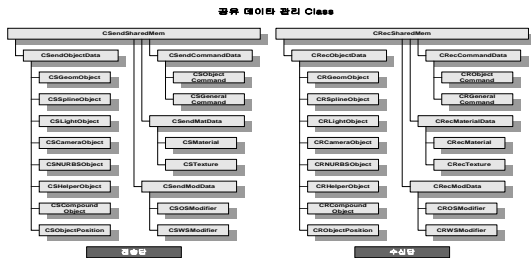 공유 데이타 관리 Class
CSendSharedMem
CSendObjectData
CSGeomObject
CSSplineObject
CSLightObject
CSCameraObject
CSNURBSObject
CSHelperObject
CSCompound
Object
CSObjectPosition
CSendCommandData
CSObject
Command
CSGeneral
Command
CSendMatData
CSMaterial
CSTexture
CSendModData
CSOSModifier
CSWSModifier
전송단
CRecSharedMem
CRecObjectData
CRGeomObject
CRSplineObject
CRLightObject
CRCameraObject
CRNURBSObject
CRHelperObject
CRCompound
Object
CRObjectPosition
CRecCommandData
CRObject
Command
CRGeneral
Command
CRecMaterialData
CRecMaterial
CRecTexture
CRecModData
CROSModifier
CRWSModifier
수신단